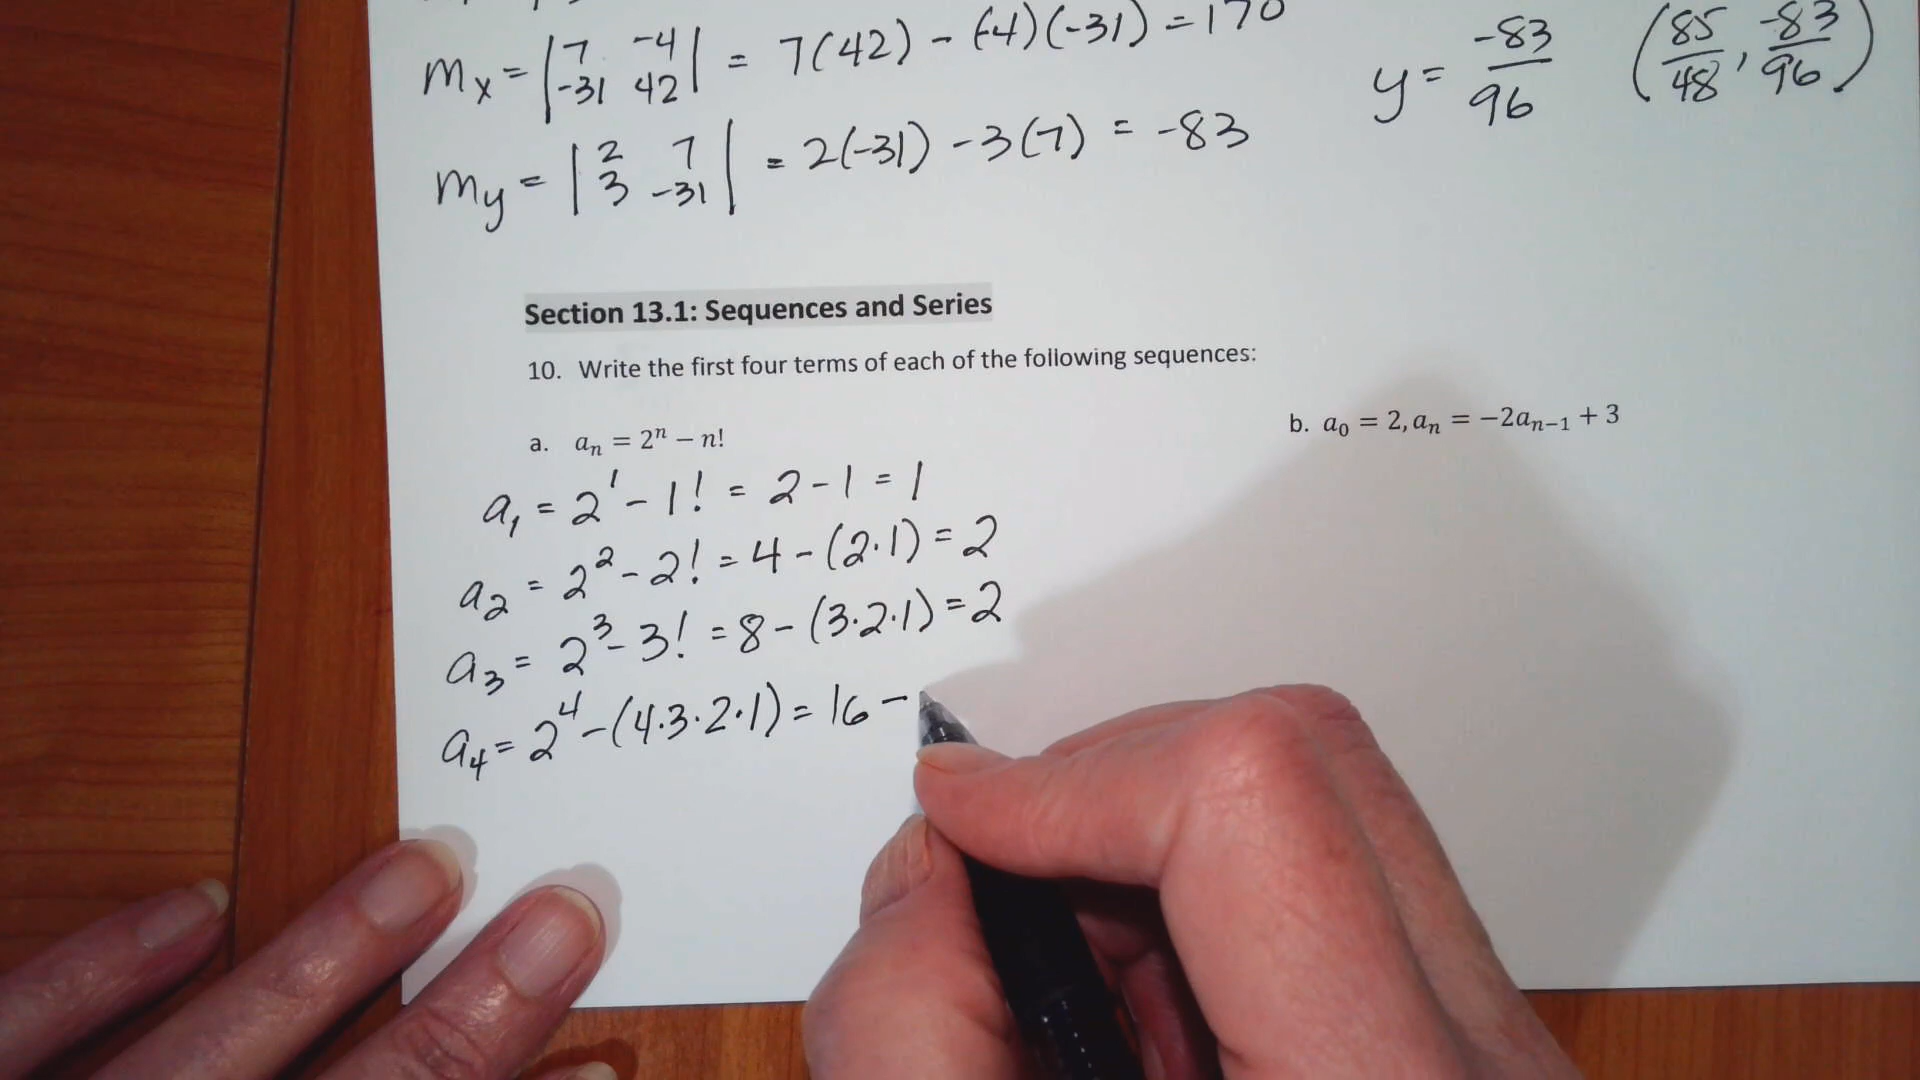 mx = |7 -4| = 7(42) - (-4)(-31) = 170
|-31 42|
y = -83/96 (85/48, -83/96)
my = |2 7| = 2(-31) - 3(7) = -83
|3 -31|
Section 13.1: Sequences and Series
10. Write the first four terms of each of the following sequences:
a. aₙ = 2ⁿ − n!
b. a₀ = 2, aₙ = −2aₙ₋₁ + 3
a₁ = 2¹ - 1! = 2 - 1 = 1
a₂ = 2² - 2! = 4 - (2·1) = 2
a₃ = 2³ - 3! = 8 - (3·2·1) = 2
a₄ = 2⁴ - (4·3·2·1) = 16 -